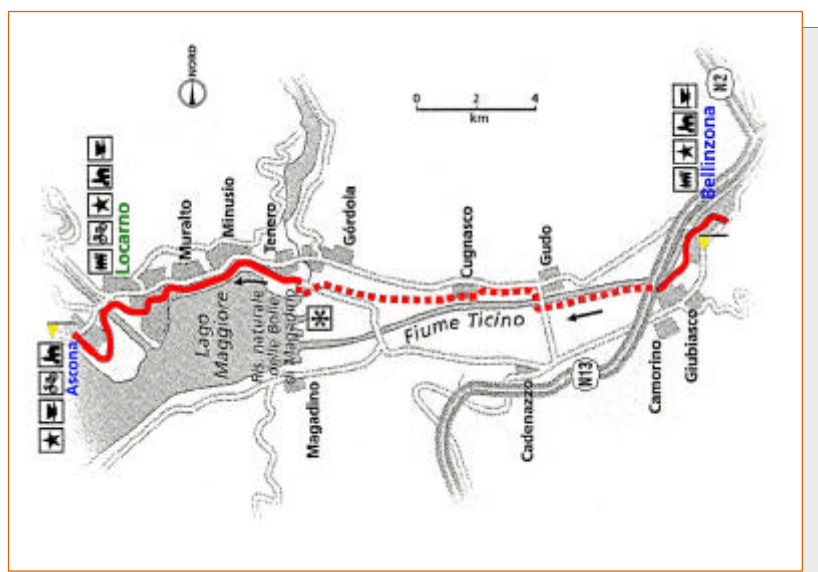 NORD
0 2 4
km
N2
Bellinzona
Locarno
Muralto
Minusio
Tenero
Górdola
Cugnasco
Gudo
Lago
Maggiore
Ris. naturale
delle Bolle
di Magadino
Fiume Ticino
Ascona
Magadino
Cadenazzo
N13
Camorino
Giubiasco